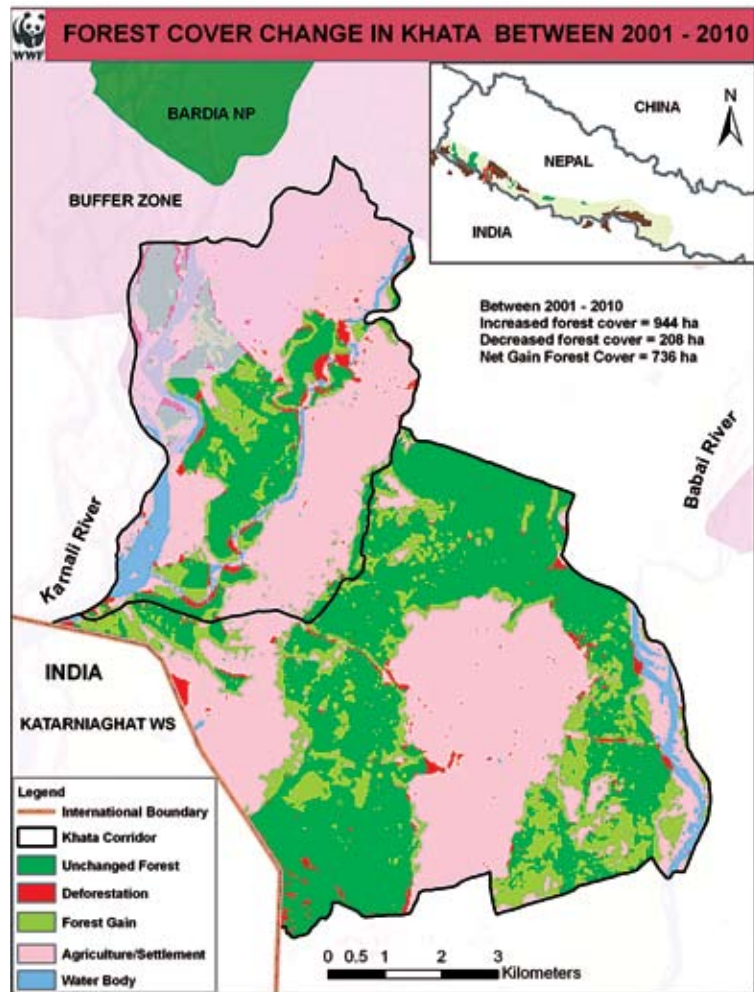 WWF
FOREST COVER CHANGE IN KHATA BETWEEN 2001 - 2010
BARDIA NP
BUFFER ZONE
CHINA
N
NEPAL
INDIA
Between 2001 - 2010
Increased forest cover = 944 ha
Decreased forest cover = 208 ha
Net Gain Forest Cover = 736 ha
Babai River
Karnali River
INDIA
KATARNIAGHAT WS
Legend
International Boundary
Khata Corridor
Unchanged Forest
Deforestation
Forest Gain
Agriculture/Settlement
Water Body
0 0.5 1 2 3
Kilometers